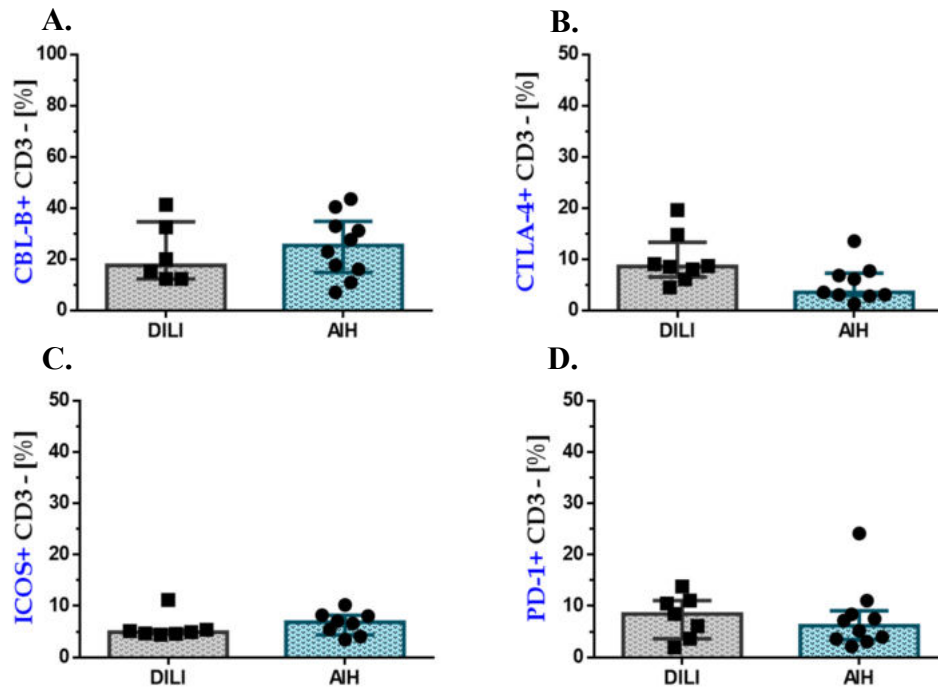 A.
CBL-B+ CD3 - [%]
100
80
60
40
20
0
DILI
AIH
B.
CTLA-4+ CD3 - [%]
50
40
30
20
10
0
DILI
AIH
C.
ICOS+ CD3 - [%]
50
40
30
20
10
0
DILI
AIH
D.
PD-1+ CD3 - [%]
50
40
30
20
10
0
DILI
AIH